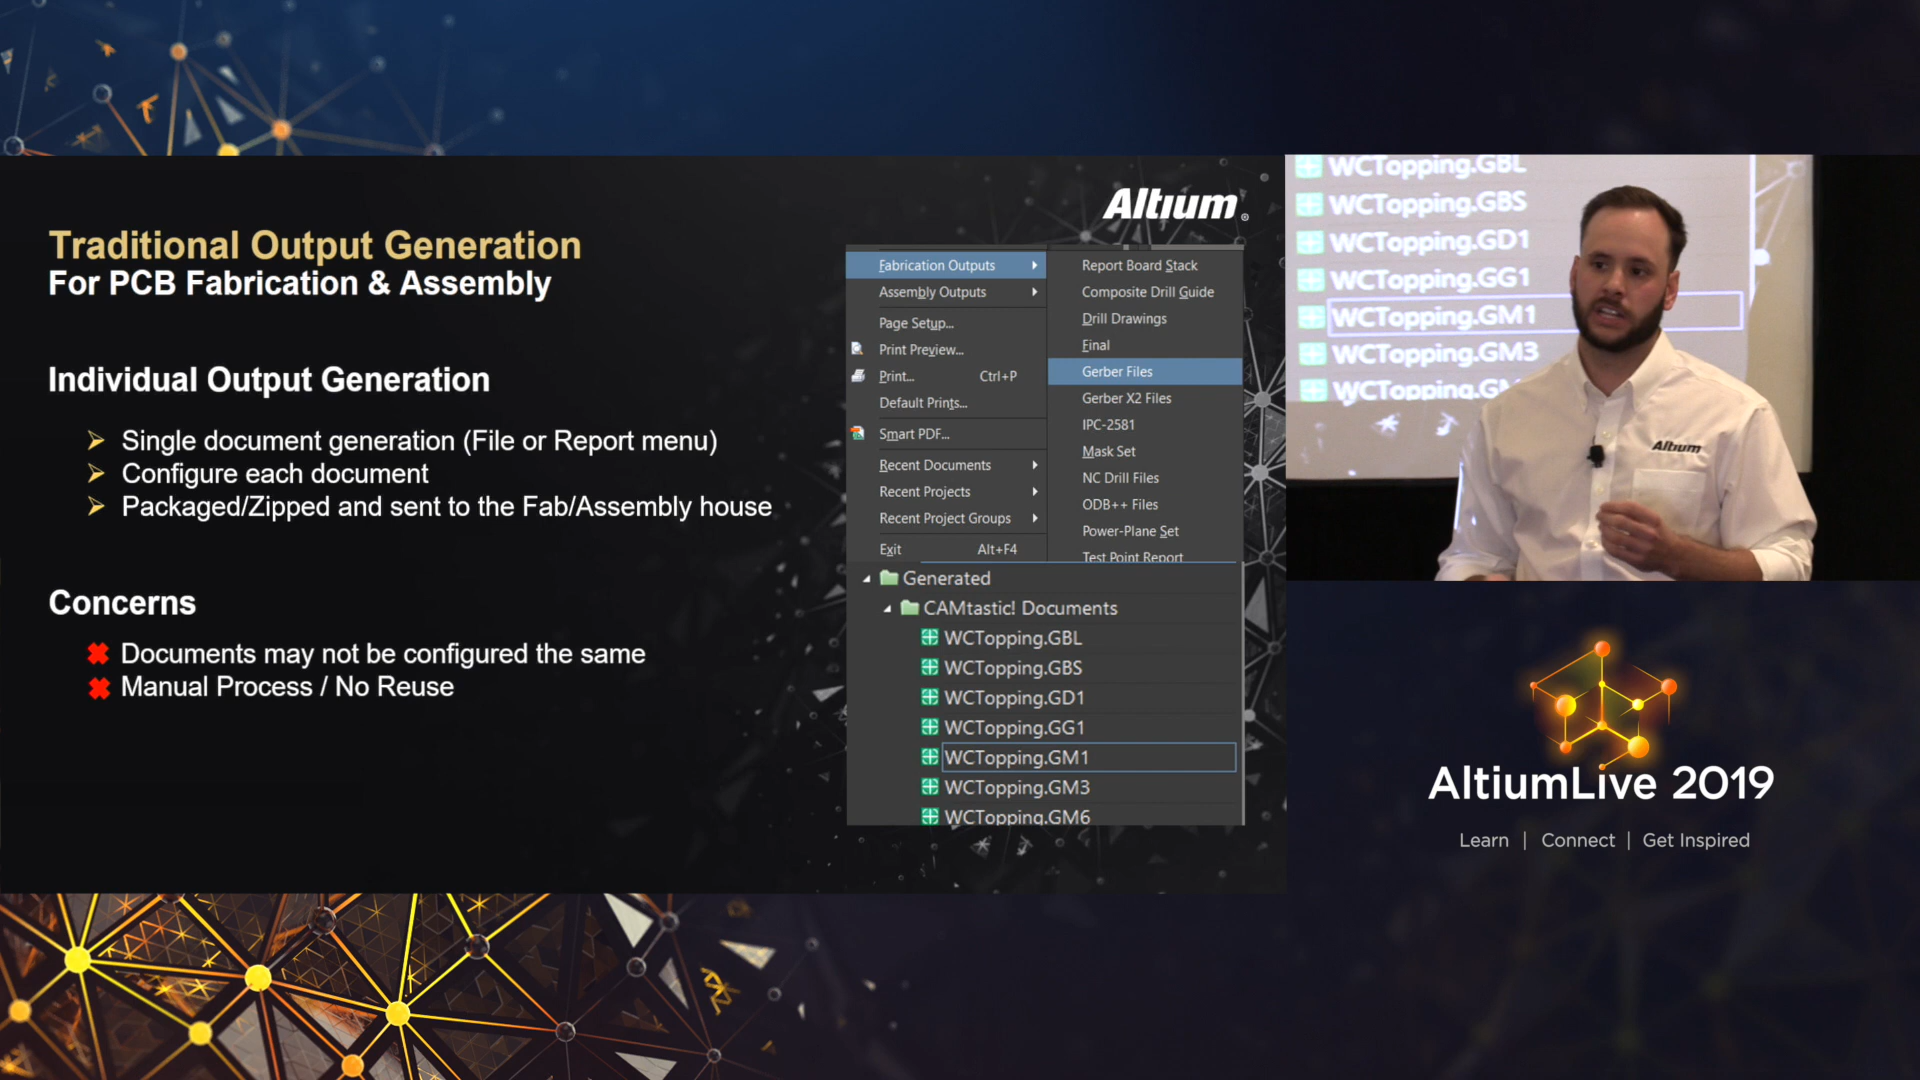 Altium
Traditional Output Generation
For PCB Fabrication & Assembly
Individual Output Generation
Single document generation (File or Report menu)
Configure each document
Packaged/Zipped and sent to the Fab/Assembly house
Concerns
Documents may not be configured the same
Manual Process / No Reuse
Fabrication Outputs
Assembly Outputs
Page Setup...
Print Preview...
Print... Ctrl+P
Default Prints...
Smart PDF...
Recent Documents
Recent Projects
Recent Project Groups
Exit Alt+F4
Report Board Stack
Composite Drill Guide
Drill Drawings
Final
Gerber Files
Gerber X2 Files
IPC-2581
Mask Set
NC Drill Files
ODB++ Files
Power-Plane Set
Test Point Report
Generated
CAMtastic! Documents
WCTopping.GBL
WCTopping.GBS
WCTopping.GD1
WCTopping.GG1
WCTopping.GM1
WCTopping.GM3
WCTopping.GM6
WCTopping.GBL
WCTopping.GBS
WCTopping.GD1
WCTopping.GG1
WCTopping.GM1
WCTopping.GM3
WCTopping.GM
Altium
AltiumLive 2019
Learn | Connect | Get Inspired